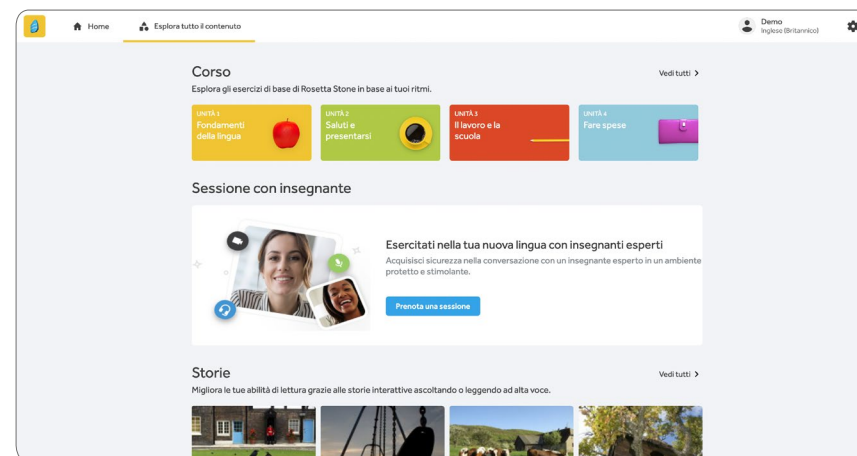 Home
Esplora tutto il contenuto
Demo
Inglese (Britannico)
Corso
Vedi tutti
Esplora gli esercizi di base di Rosetta Stone in base ai tuoi ritmi.
UNITÀ 1
Fondamenti
della lingua
UNITÀ 2
Saluti e
presentarsi
UNITÀ 3
Il lavoro e la
scuola
UNITÀ 4
Fare spese
Sessione con insegnante
Esercitati nella tua nuova lingua con insegnanti esperti
Acquisisci sicurezza nella conversazione con un insegnante esperto in un ambiente
protetto e stimolante.
Prenota una sessione
Storie
Vedi tutti
Migliora le tue abilità di lettura grazie alle storie interattive ascoltando o leggendo ad alta voce.